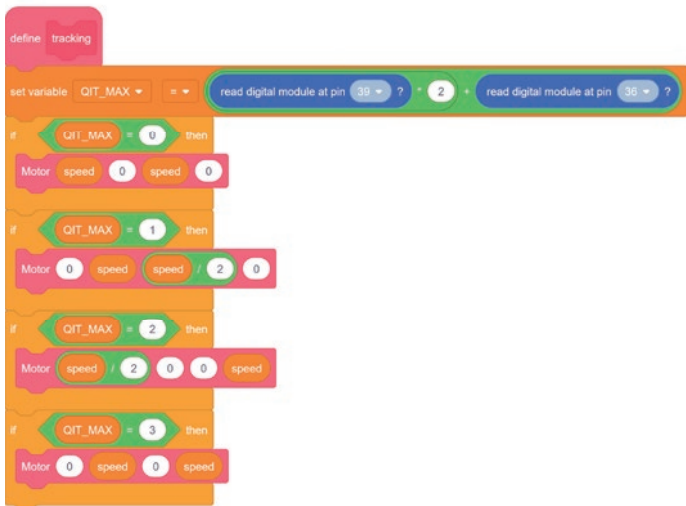 define tracking
set variable QIT_MAX = read digital module at pin 39 ? * 2 + read digital module at pin 36 ?
if QIT_MAX = 0 then
Motor speed 0 speed 0
if QIT_MAX = 1 then
Motor 0 speed speed / 2 0
if QIT_MAX = 2 then
Motor speed / 2 0 0 speed
if QIT_MAX = 3 then
Motor 0 speed 0 speed